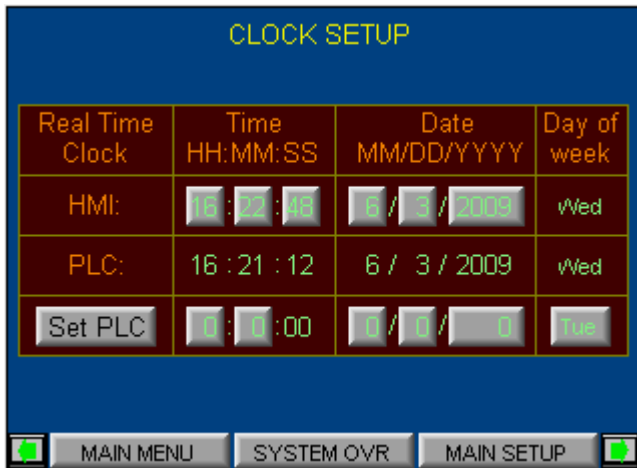 CLOCK SETUP
Real Time Clock Time HH:MM:SS Date MM/DD/YYYY Day of week
HMI: 16 : 22 : 48 6 / 3 / 2009 Wed
PLC: 16 : 21 : 12 6 / 3 / 2009 Wed
Set PLC 0 : 0 :00 0 / 0 / 0 Tue
MAIN MENU SYSTEM OVR MAIN SETUP